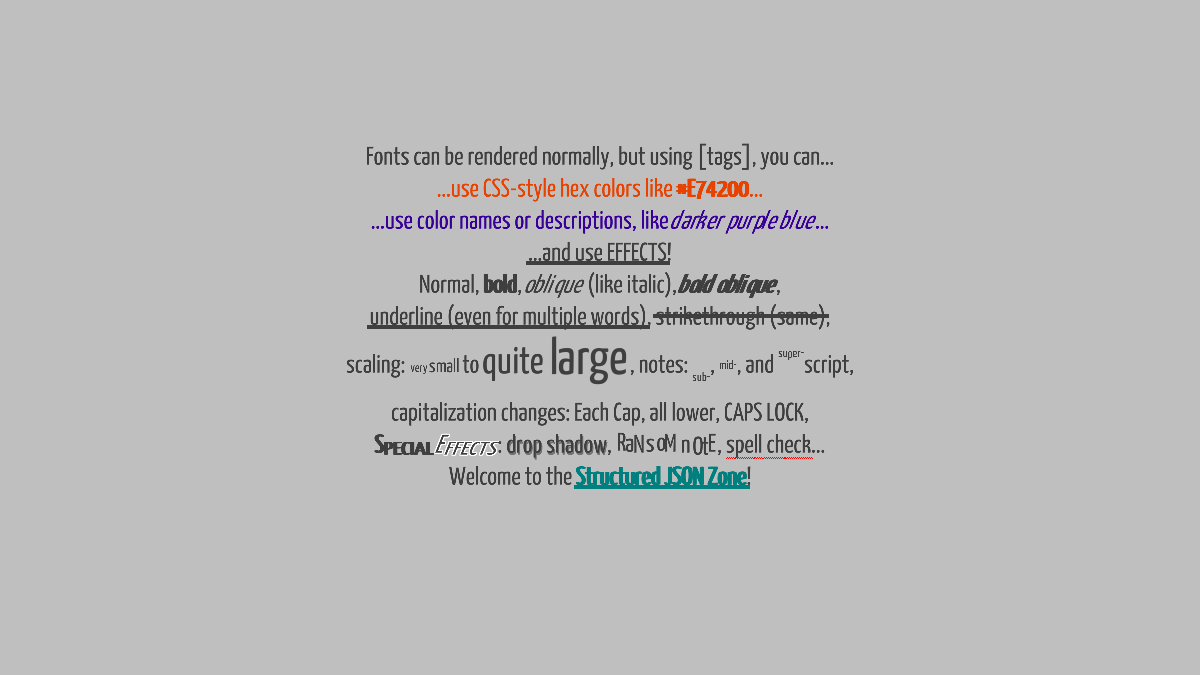 Fonts can be rendered normally, but using [tags], you can...
...use CSS-style hex colors like #E74200...
...use color names or descriptions, like darker purple blue...
...and use EFFECTS!
Normal, bold, oblique (like italic), bold oblique,
underline (even for multiple words), strikethrough (same),
scaling: very small to quite large, notes: sub-, mid-, and super-script,
capitalization changes: Each Cap, all lower, CAPS LOCK,
Special Effects: drop shadow, RaNsoM nOtE, spell check...
Welcome to the Structured JSON Zone!